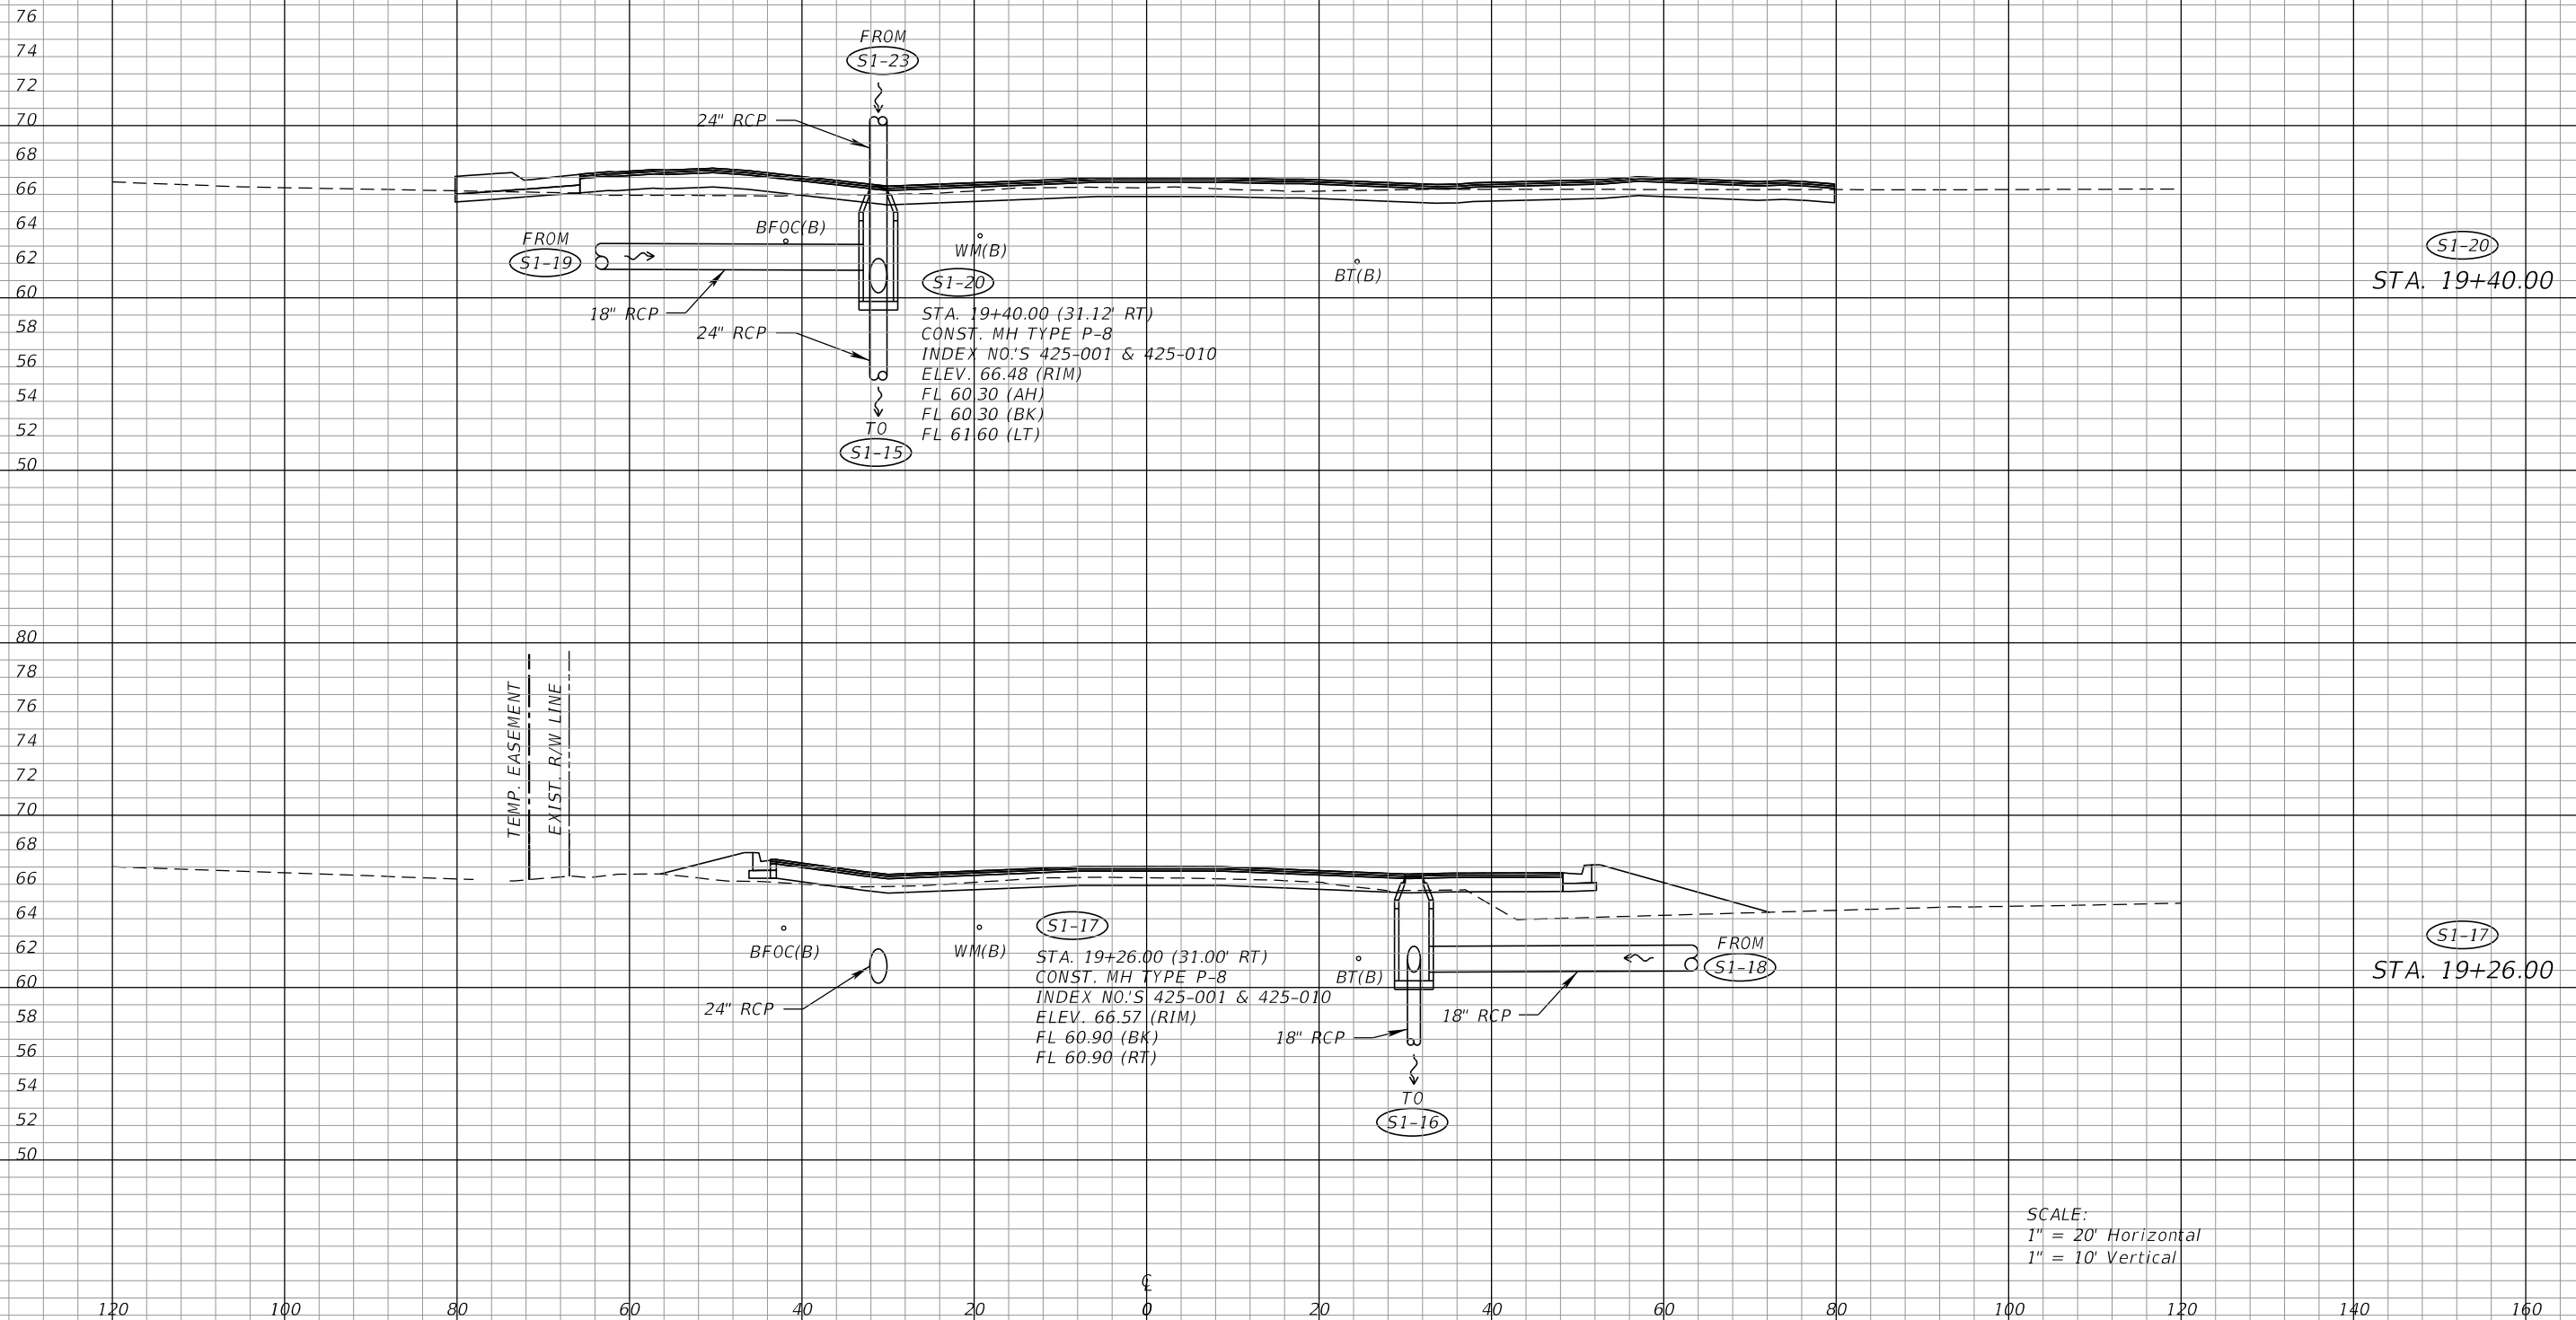 76
74
72
70
68
66
64
62
60
58
56
54
52
50
FROM
S1-23
24" RCP
BFOC(B)
FROM
S1-19
WM(B)
BT(B)
S1-20
18" RCP
24" RCP
STA. 19+40.00 (31.12' RT)
CONST. MH TYPE P-8
INDEX NO.'S 425-001 & 425-010
ELEV. 66.48 (RIM)
FL 60.30 (AH)
FL 60.30 (BK)
FL 61.60 (LT)
TO
S1-15
S1-20
STA. 19+40.00
80
78
76
74
72
70
68
66
64
62
60
58
56
54
52
50
TEMP. EASEMENT
EXIST. R/W LINE
BFOC(B)
WM(B)
24" RCP
S1-17
STA. 19+26.00 (31.00' RT)
CONST. MH TYPE P-8
INDEX NO.'S 425-001 & 425-010
ELEV. 66.57 (RIM)
FL 60.90 (BK)
FL 60.90 (RT)
BT(B)
FROM
S1-18
18" RCP
18" RCP
TO
S1-16
S1-17
STA. 19+26.00
SCALE:
1" = 20' Horizontal
1" = 10' Vertical
℄
120 100 80 60 40 20 0 20 40 60 80 100 120 140 160